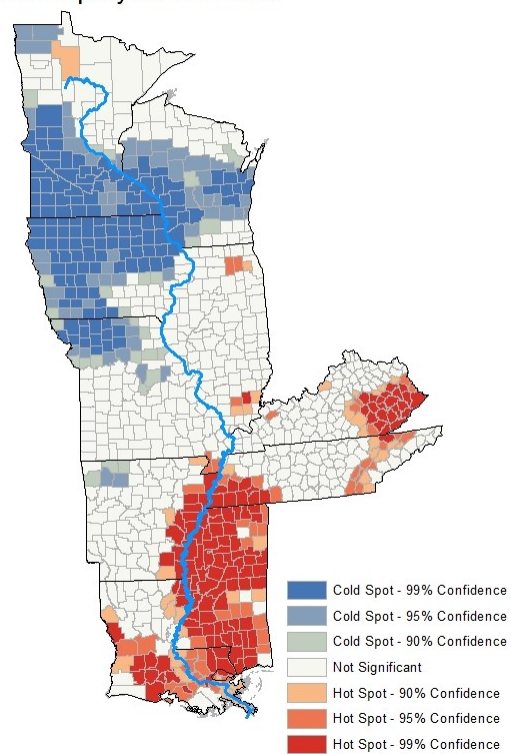 Cold Spot - 99% Confidence
Cold Spot - 95% Confidence
Cold Spot - 90% Confidence
Not Significant
Hot Spot - 90% Confidence
Hot Spot - 95% Confidence
Hot Spot - 99% Confidence